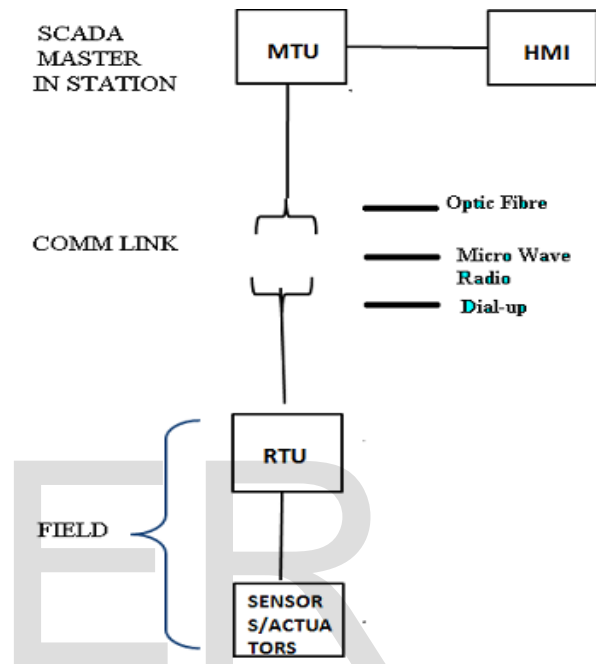 SCADA
MASTER
IN STATION
MTU
HMI
COMM LINK
Optic Fibre
Micro Wave
Radio
Dial-up
RTU
FIELD
SENSOR
S/ACTUA
TORS
ER